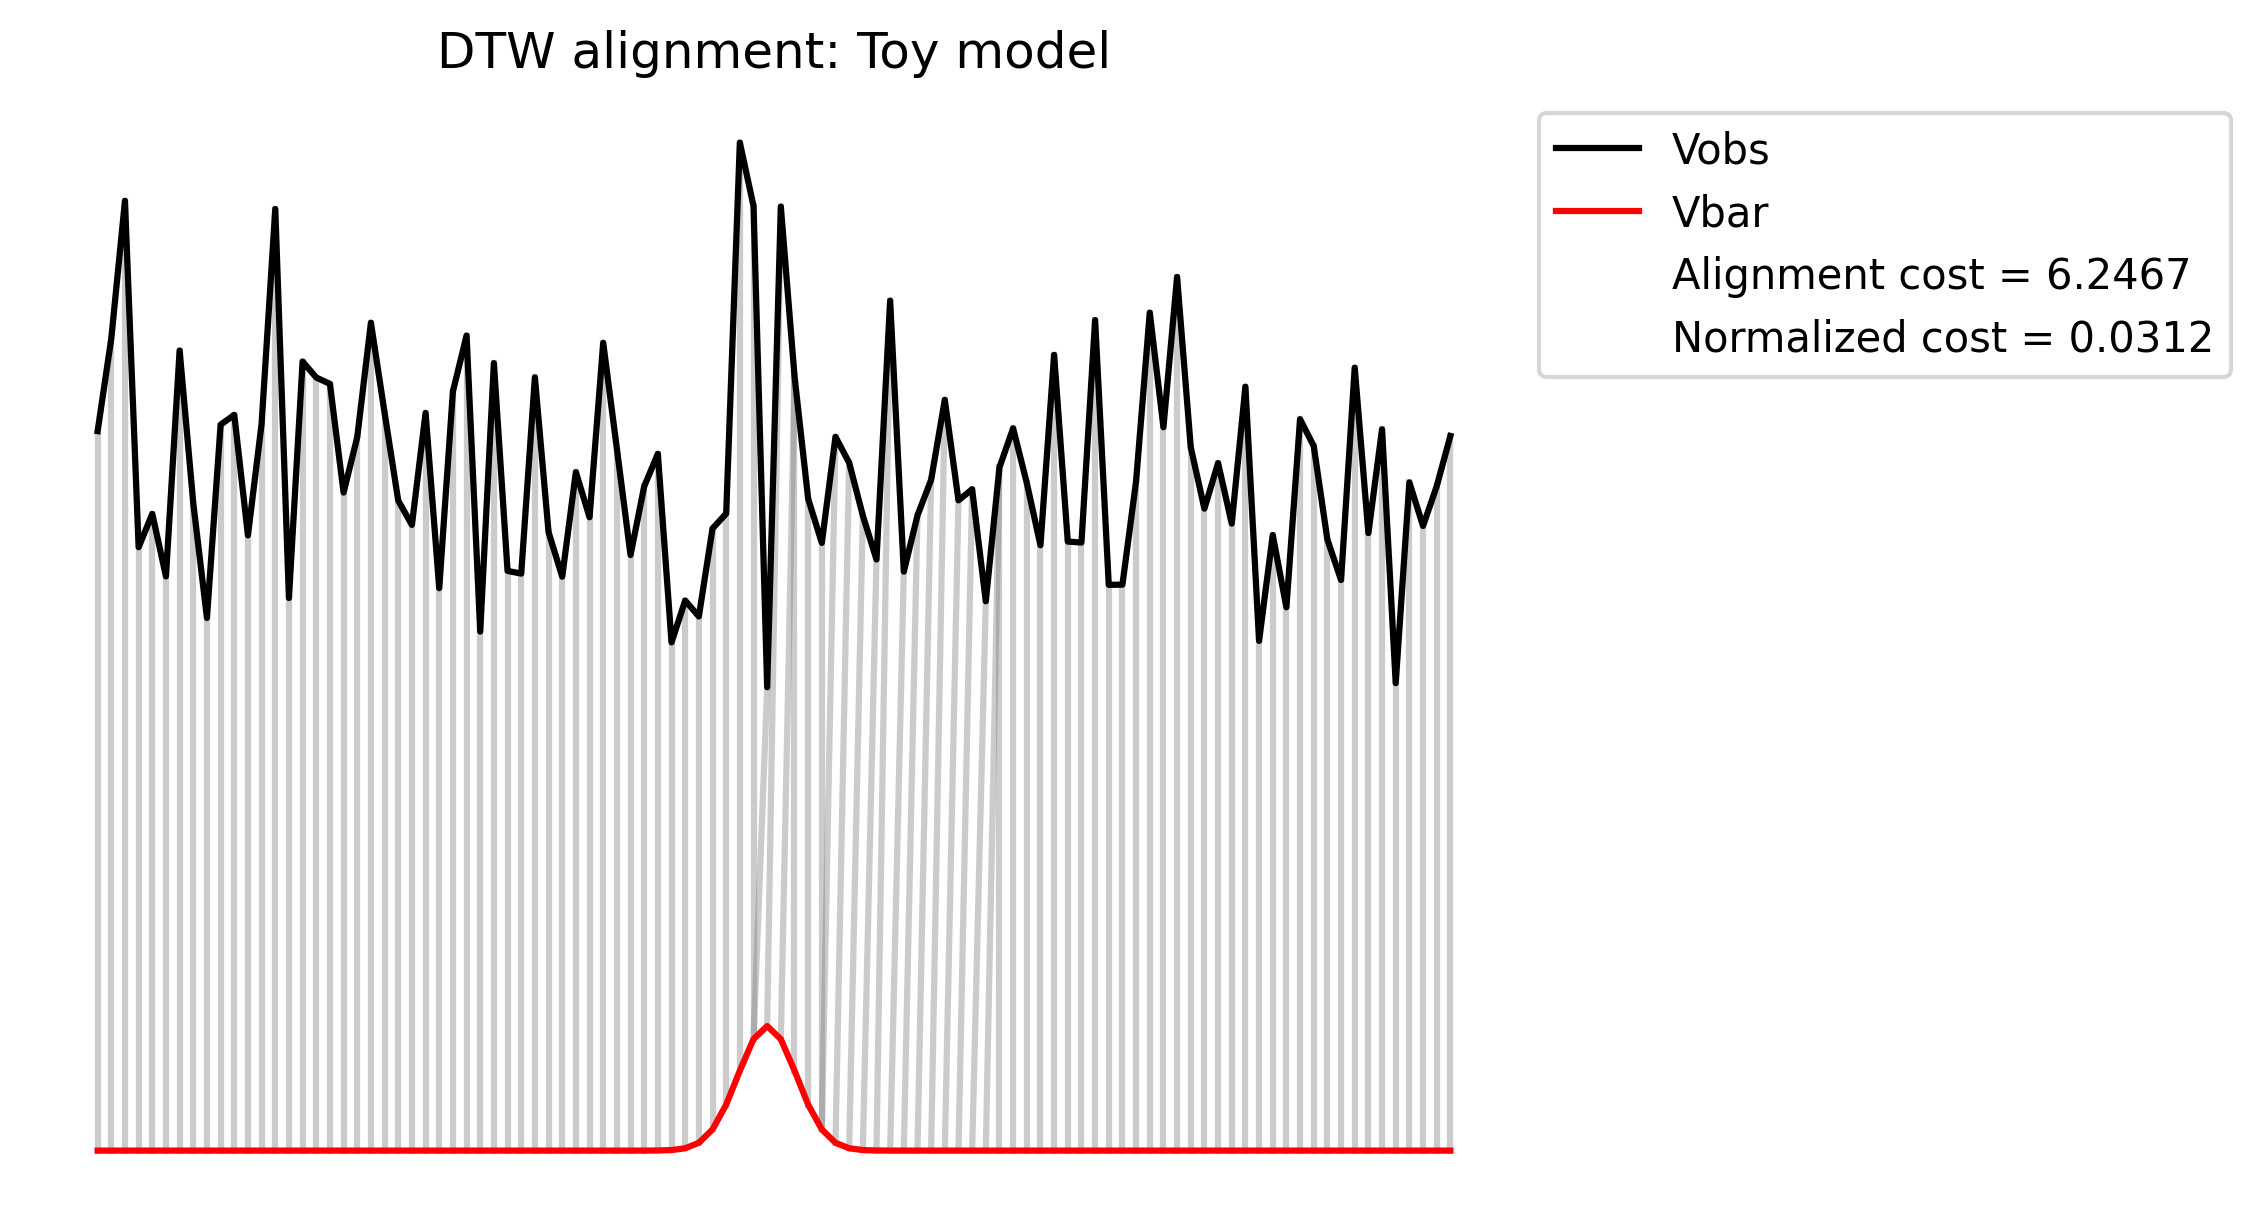 DTW alignment: Toy model
Vobs
Vbar
Alignment cost = 6.2467
Normalized cost = 0.0312